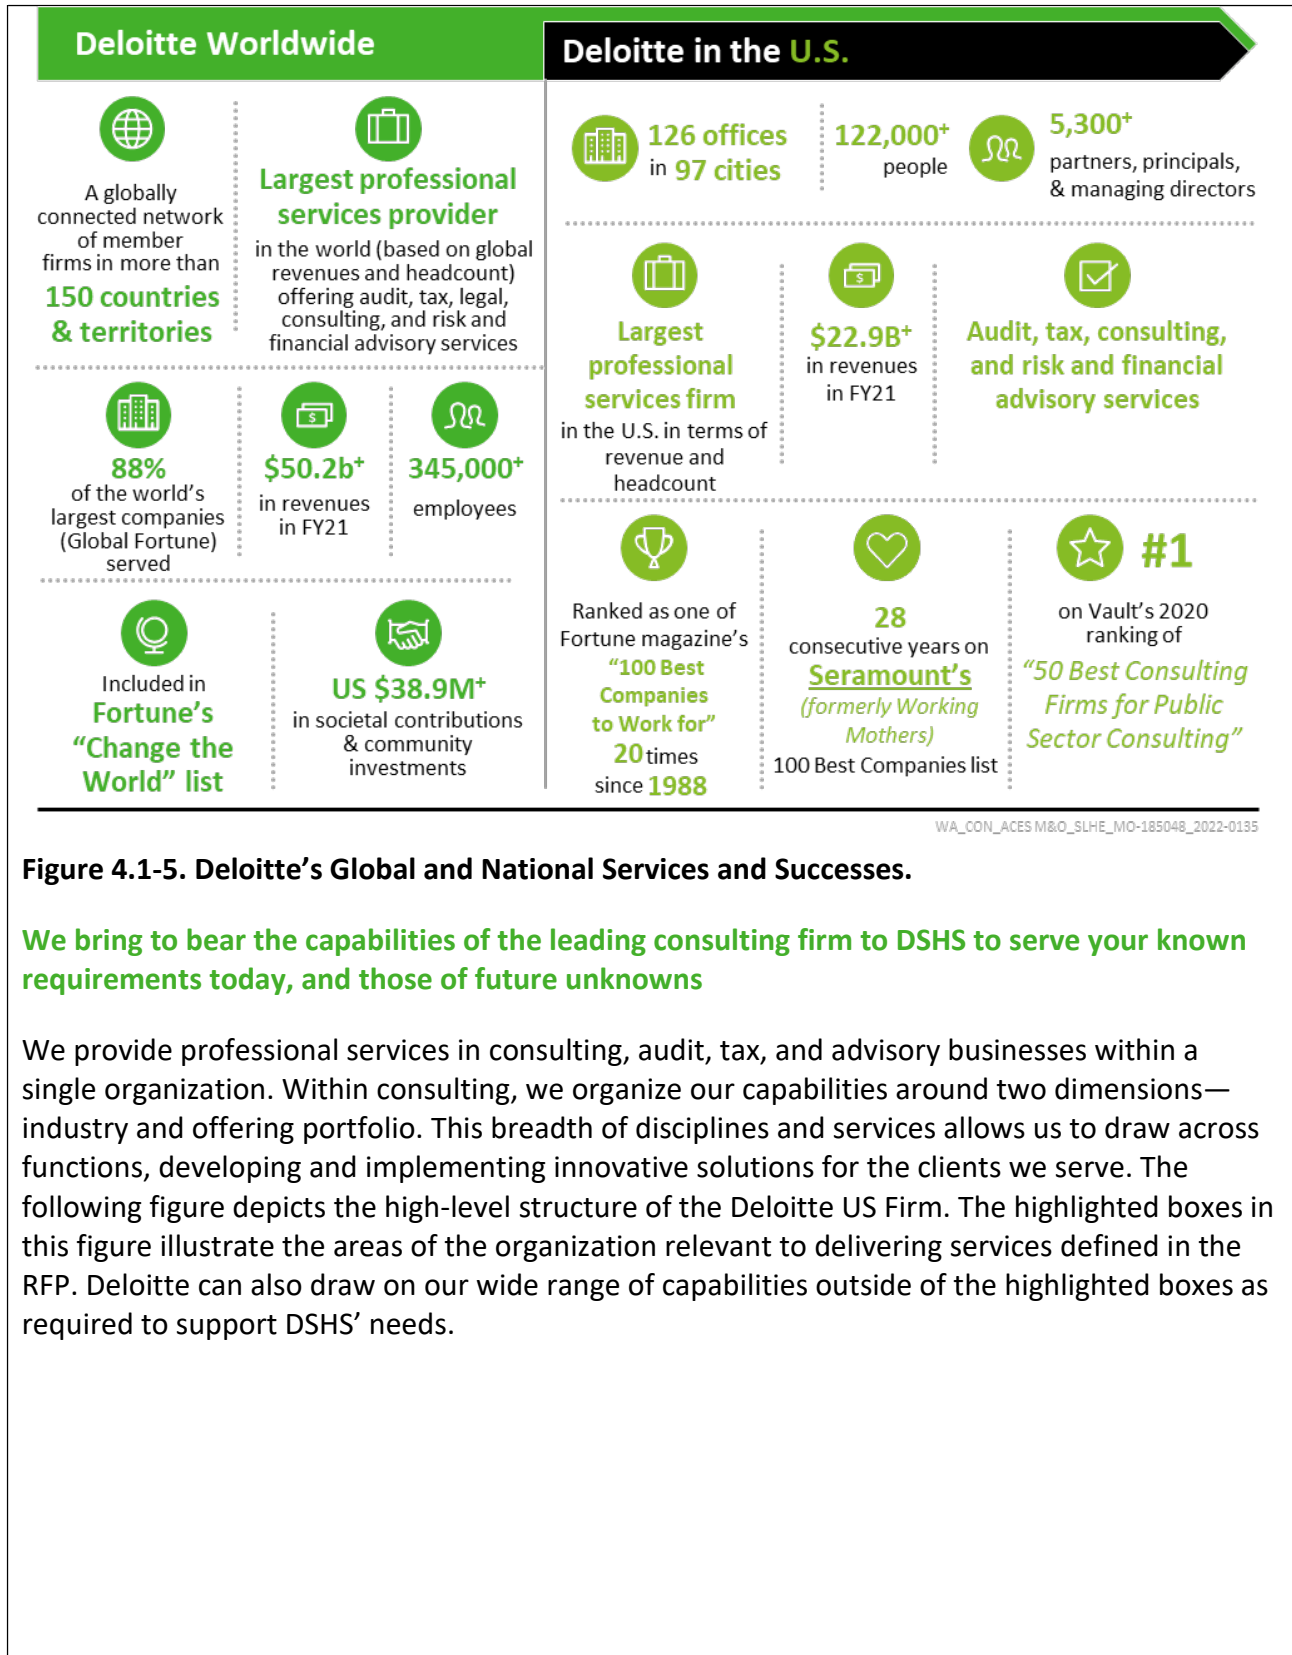 Deloitte Worldwide
Deloitte in the U.S.
A globally
connected network
of member
firms in more than
150 countries
& territories
Largest professional
services provider
in the world (based on global
revenues and headcount)
offering audit, tax, legal,
consulting, and risk and
financial advisory services
88%
of the world's
largest companies
(Global Fortune)
served
$50.2b+
in revenues
in FY21
345,000+
employees
Included in
Fortune's
"Change the
World" list
US $38.9M+
in societal contributions
& community
investments
126 offices
in 97 cities
122,000+
people
5,300+
partners, principals,
& managing directors
Largest
professional
services firm
in the U.S. in terms of
revenue and
headcount
$22.9B+
in revenues
in FY21
Audit, tax, consulting,
and risk and financial
advisory services
Ranked as one of
Fortune magazine's
"100 Best
Companies
to Work for"
20 times
since 1988
28
consecutive years on
Seramount's
(formerly Working
Mothers)
100 Best Companies list
#1
on Vault's 2020
ranking of
"50 Best Consulting
Firms for Public
Sector Consulting"
WA_CON_ACES M&O_SLHE_MO-185048_2022-0135
Figure 4.1-5. Deloitte's Global and National Services and Successes.
We bring to bear the capabilities of the leading consulting firm to DSHS to serve your known
requirements today, and those of future unknowns
We provide professional services in consulting, audit, tax, and advisory businesses within a
single organization. Within consulting, we organize our capabilities around two dimensions—
industry and offering portfolio. This breadth of disciplines and services allows us to draw across
functions, developing and implementing innovative solutions for the clients we serve. The
following figure depicts the high-level structure of the Deloitte US Firm. The highlighted boxes in
this figure illustrate the areas of the organization relevant to delivering services defined in the
RFP. Deloitte can also draw on our wide range of capabilities outside of the highlighted boxes as
required to support DSHS' needs.